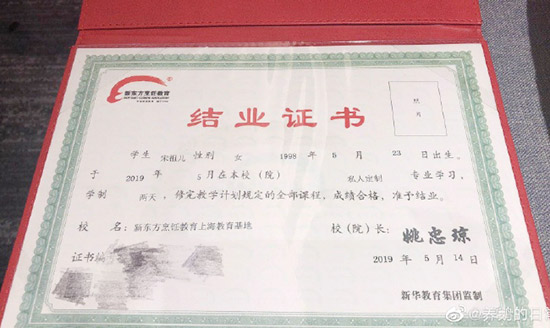 新东方烹饪教育
结业证书
照片
学生 宋祖儿 性别 女 1998 年 5 月 23 日出生。
于 2019 年 5 月在本校（院） 私人定制 专业学习，
学制 两天，修完教学计划规定的全部课程，成绩合格，准予结业。
校 名：新东方烹饪教育上海教育基地 校（院）长：姚忠琼
证书编
2019 年 5 月 14 日
新华教育集团监制
的日